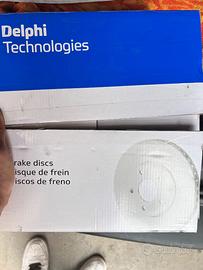 Delphi
Technologies
rake discs
isque de frein
iscos de freno